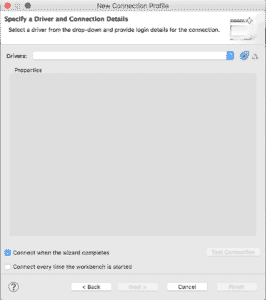 New Connection Profile
Specify a Driver and Connection Details
Select a driver from the drop-down and provide login details for the connection.
Drivers:
Properties
Connect when the wizard completes
Test Connection
Connect every time the workbench is started
?
< Back
Next >
Cancel
Finish